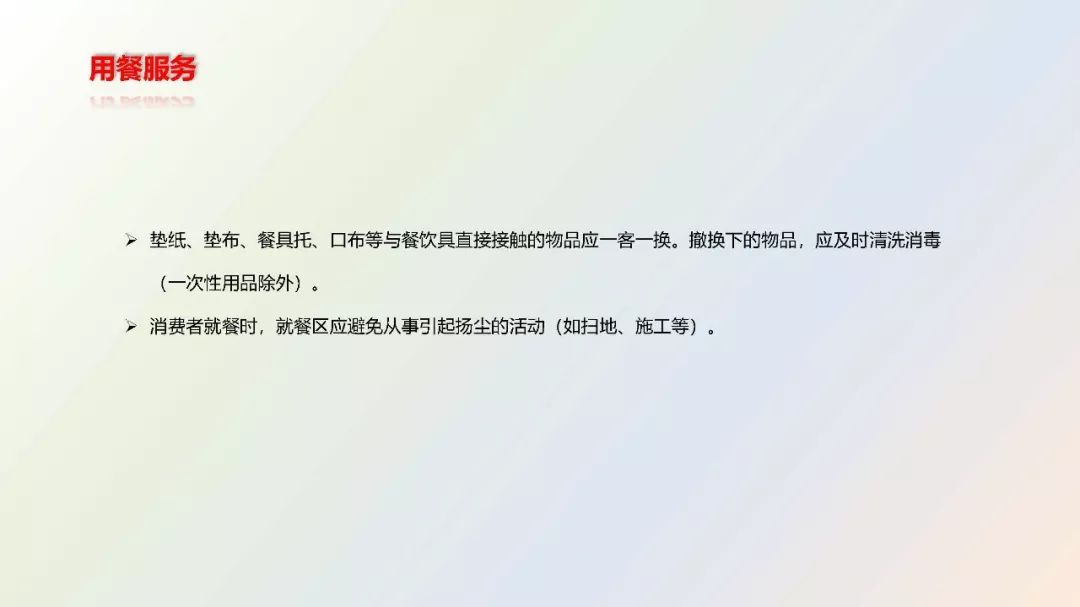 用餐服务
➢ 垫纸、垫布、餐具托、口布等与餐饮具直接接触的物品应一客一换。撤换下的物品，应及时清洗消毒
（一次性用品除外）。
➢ 消费者就餐时，就餐区应避免从事引起扬尘的活动（如扫地、施工等）。